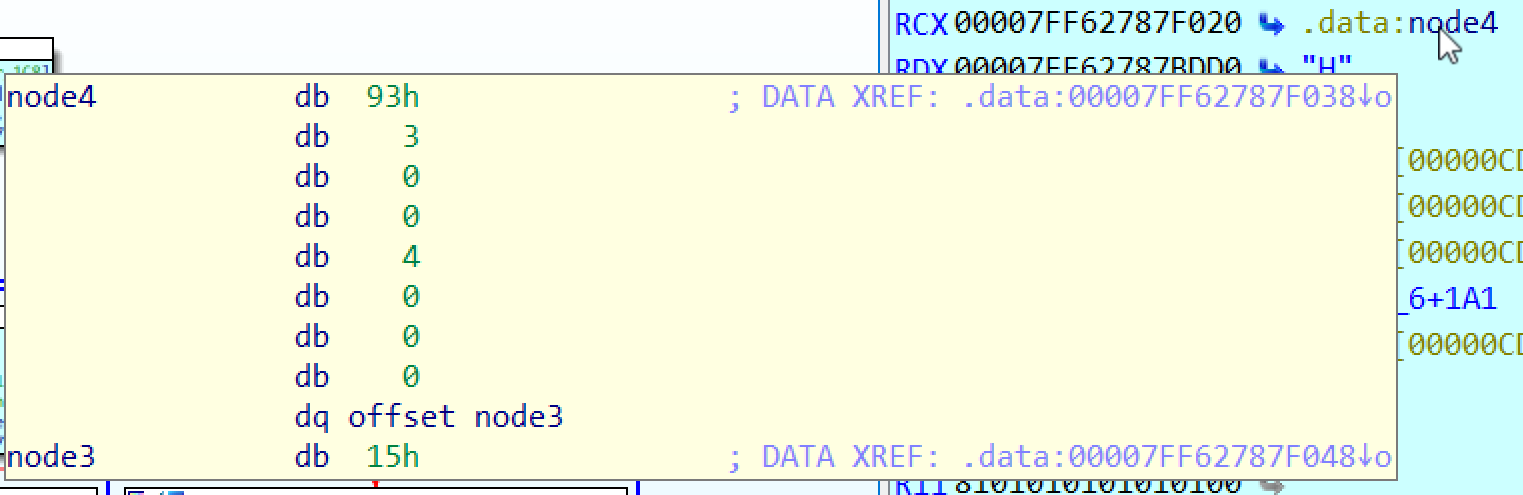 RCX 00007FF62787F020 ↳ .data:node4
RDX 00007FF62787BDD0 ↳ "H"
node4 db 93h ; DATA XREF: .data:00007FF62787F038↓o
db 3
db 0
db 0
db 4
db 0
db 0
db 0
dq offset node3
node3 db 15h ; DATA XREF: .data:00007FF62787F048↓o
00000CD
00000CD
00000CD
_6+1A1
00000CD
R11 8101010101010100